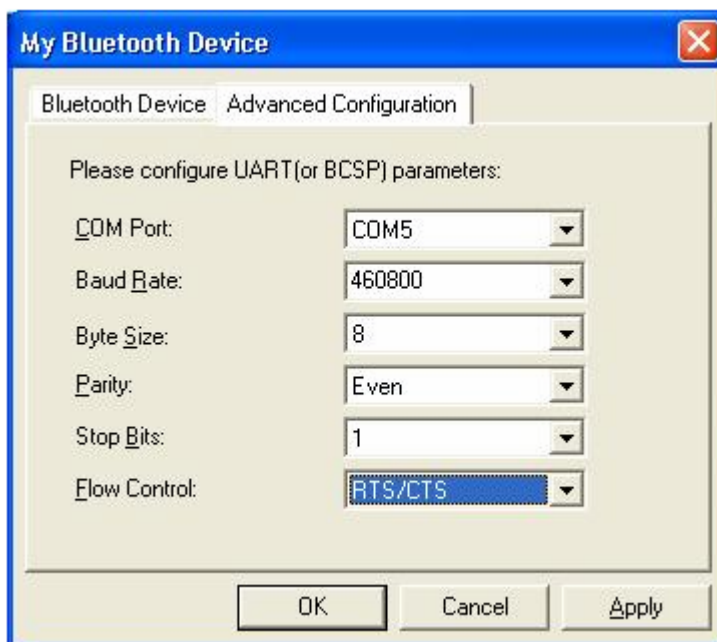 My Bluetooth Device
Bluetooth Device Advanced Configuration
Please configure UART(or BCSP) parameters:
COM Port: COM5
Baud Rate: 460800
Byte Size: 8
Parity: Even
Stop Bits: 1
Flow Control: RTS/CTS
OK Cancel Apply